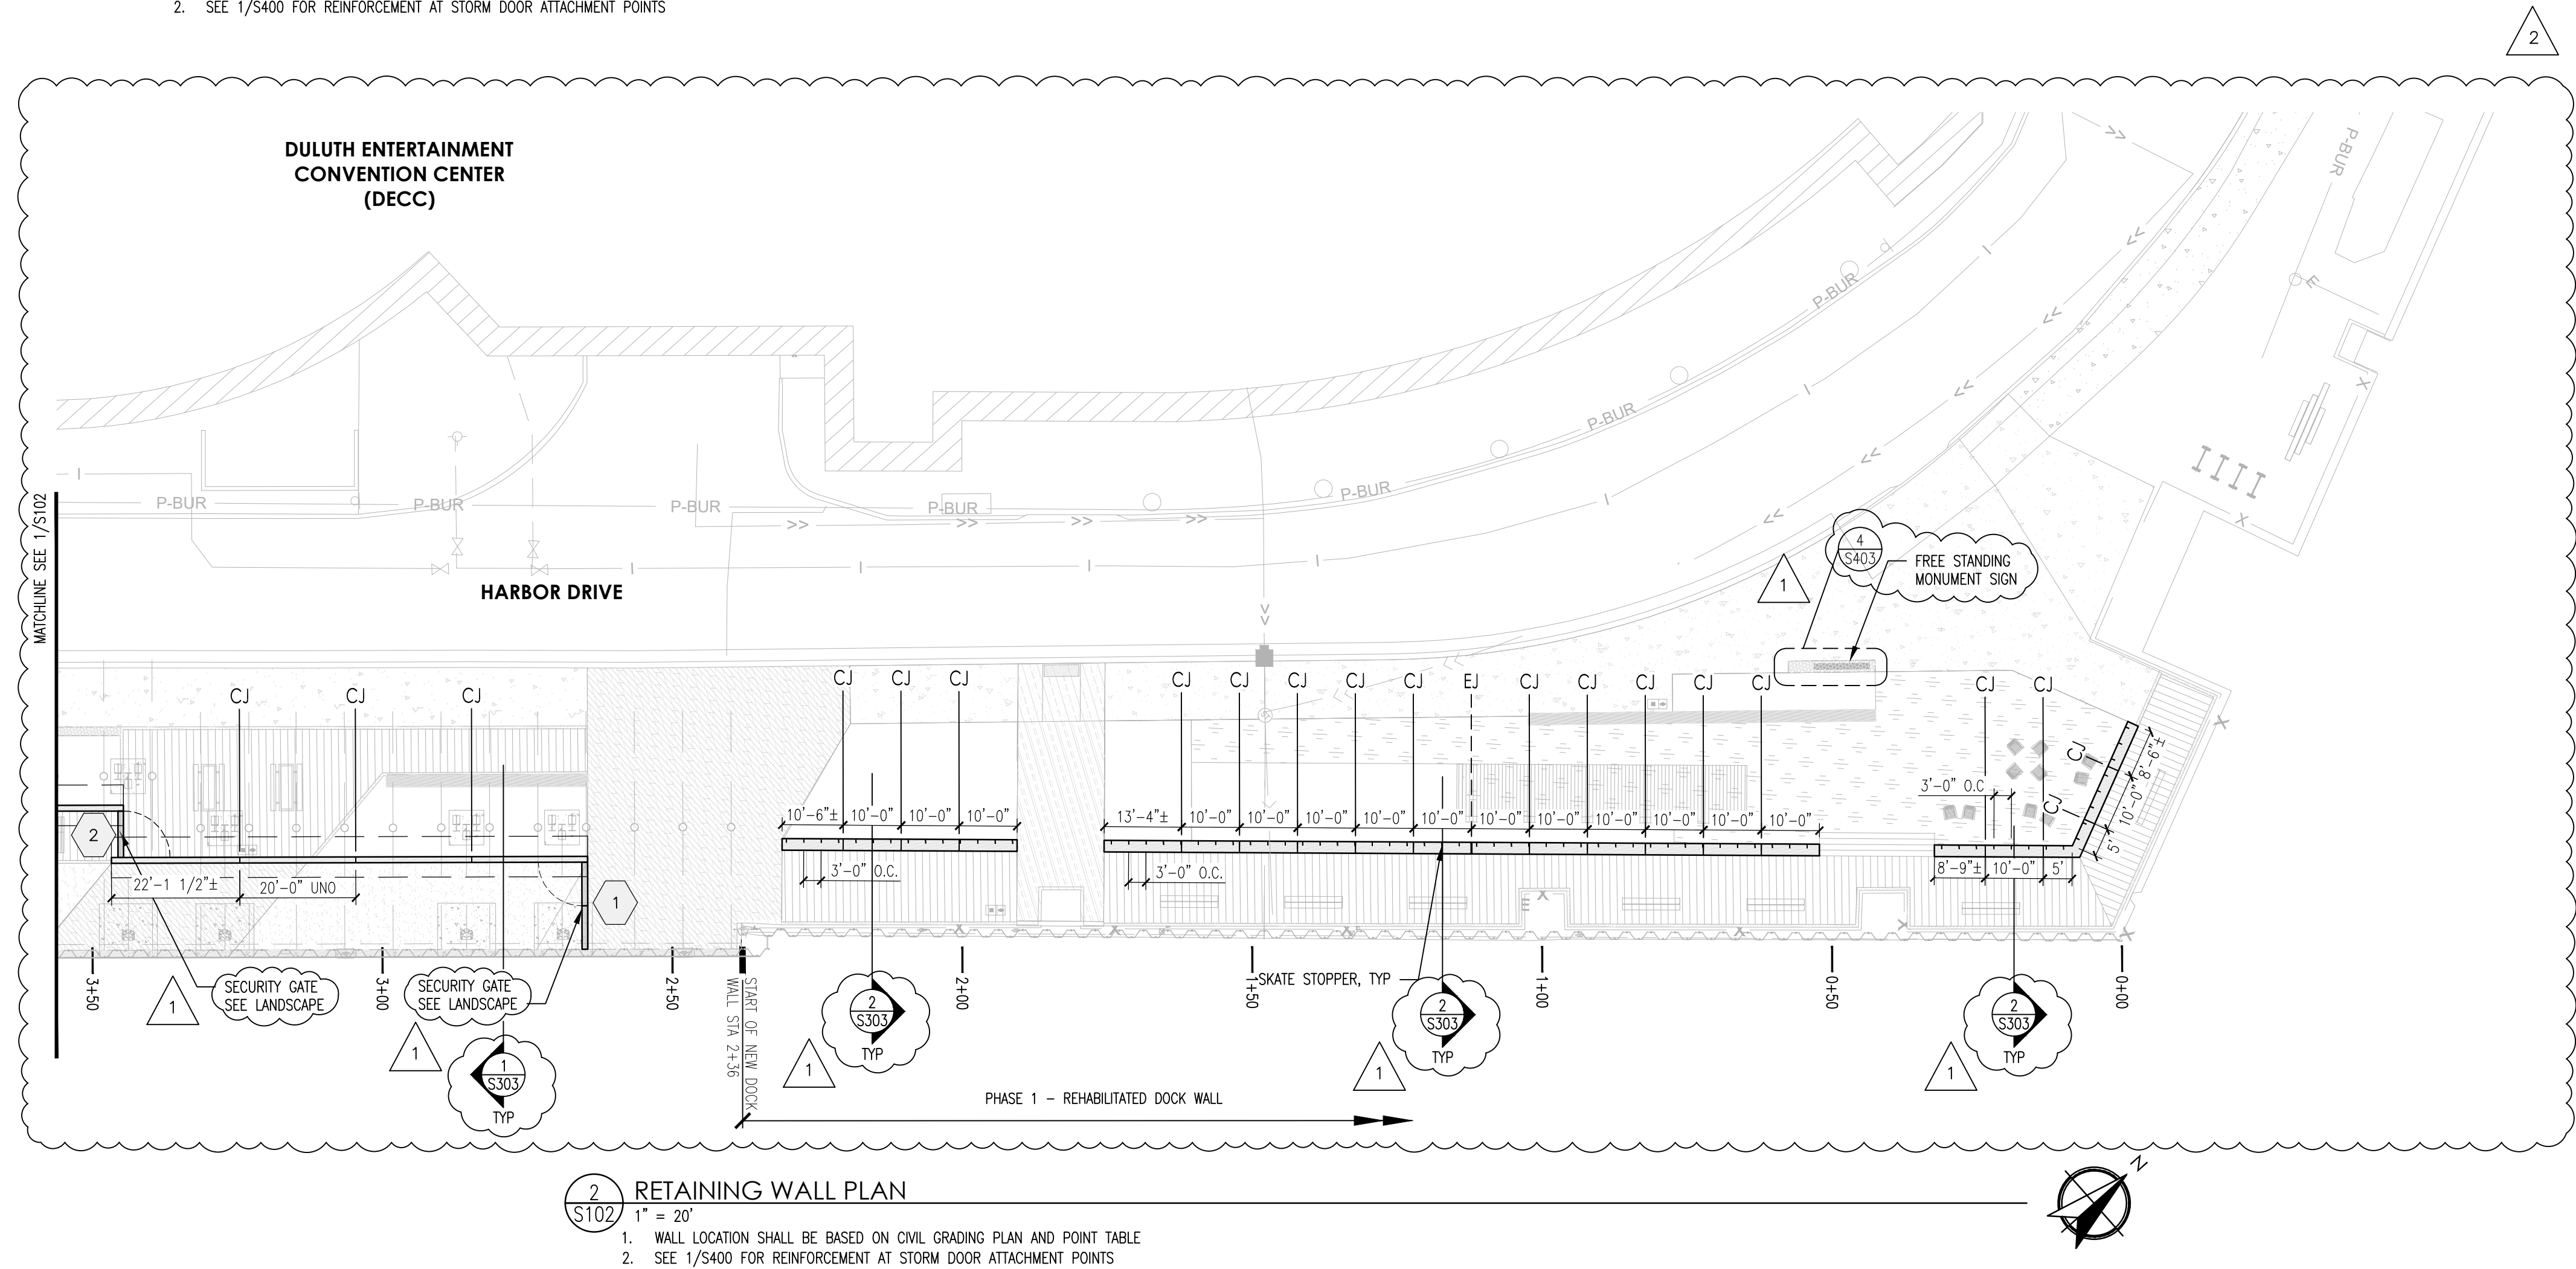 2. SEE 1/S400 FOR REINFORCEMENT AT STORM DOOR ATTACHMENT POINTS
2
DULUTH ENTERTAINMENT
CONVENTION CENTER
(DECC)
P-BUR
E
P-BUR
X
P-BUR
IIII
X
MATCHLINE SEE 1/S102
P-BUR
P-BUR
P-BUR
P-BUR
P-BUR
>>
>>
>>
>>
HARBOR DRIVE
4
S403
FREE STANDING
MONUMENT SIGN
1
CJ
CJ
CJ
CJ
CJ
CJ
CJ
CJ
CJ
CJ
CJ
EJ
CJ
CJ
CJ
CJ
CJ
CJ
CJ
CJ
CJ
X
8'-6"±
10'-0"
5'
3'-0" O.C
10'-6"±
10'-0"
10'-0"
10'-0"
13'-4"±
10'-0"
10'-0"
10'-0"
10'-0"
10'-0"
10'-0"
10'-0"
10'-0"
10'-0"
10'-0"
10'-0"
2
3'-0" O.C.
3'-0" O.C.
8'-9"±
10'-0"
5'
22'-1 1/2"±
20'-0" UNO
1
E
X
X
X
X
X
X
3+50
3+00
2+50
2+00
1+50
1+00
0+50
0+00
SECURITY GATE
SEE LANDSCAPE
1
SECURITY GATE
SEE LANDSCAPE
1
START OF NEW DOCK
WALL STA 2+36
SKATE STOPPER, TYP
2
S303
TYP
1
2
S303
TYP
1
2
S303
TYP
1
1
S303
TYP
PHASE 1 – REHABILITATED DOCK WALL
2
S102
RETAINING WALL PLAN
1" = 20'
1. WALL LOCATION SHALL BE BASED ON CIVIL GRADING PLAN AND POINT TABLE
2. SEE 1/S400 FOR REINFORCEMENT AT STORM DOOR ATTACHMENT POINTS
N